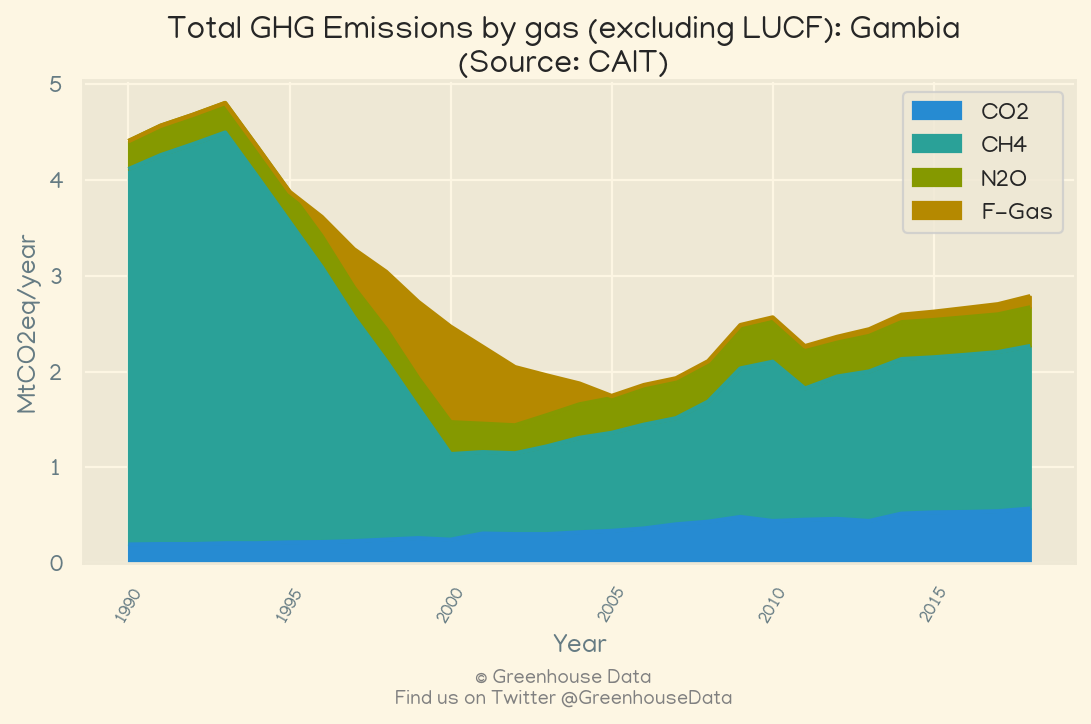 Total GHG Emissions by gas (excluding LUCF): Gambia
(Source: CAIT)
5
4
3
2
1
0
MtCO2eq/year
CO2
CH4
N2O
F-Gas
1990
1995
2000
2005
2010
2015
Year
© Greenhouse Data
Find us on Twitter @GreenhouseData